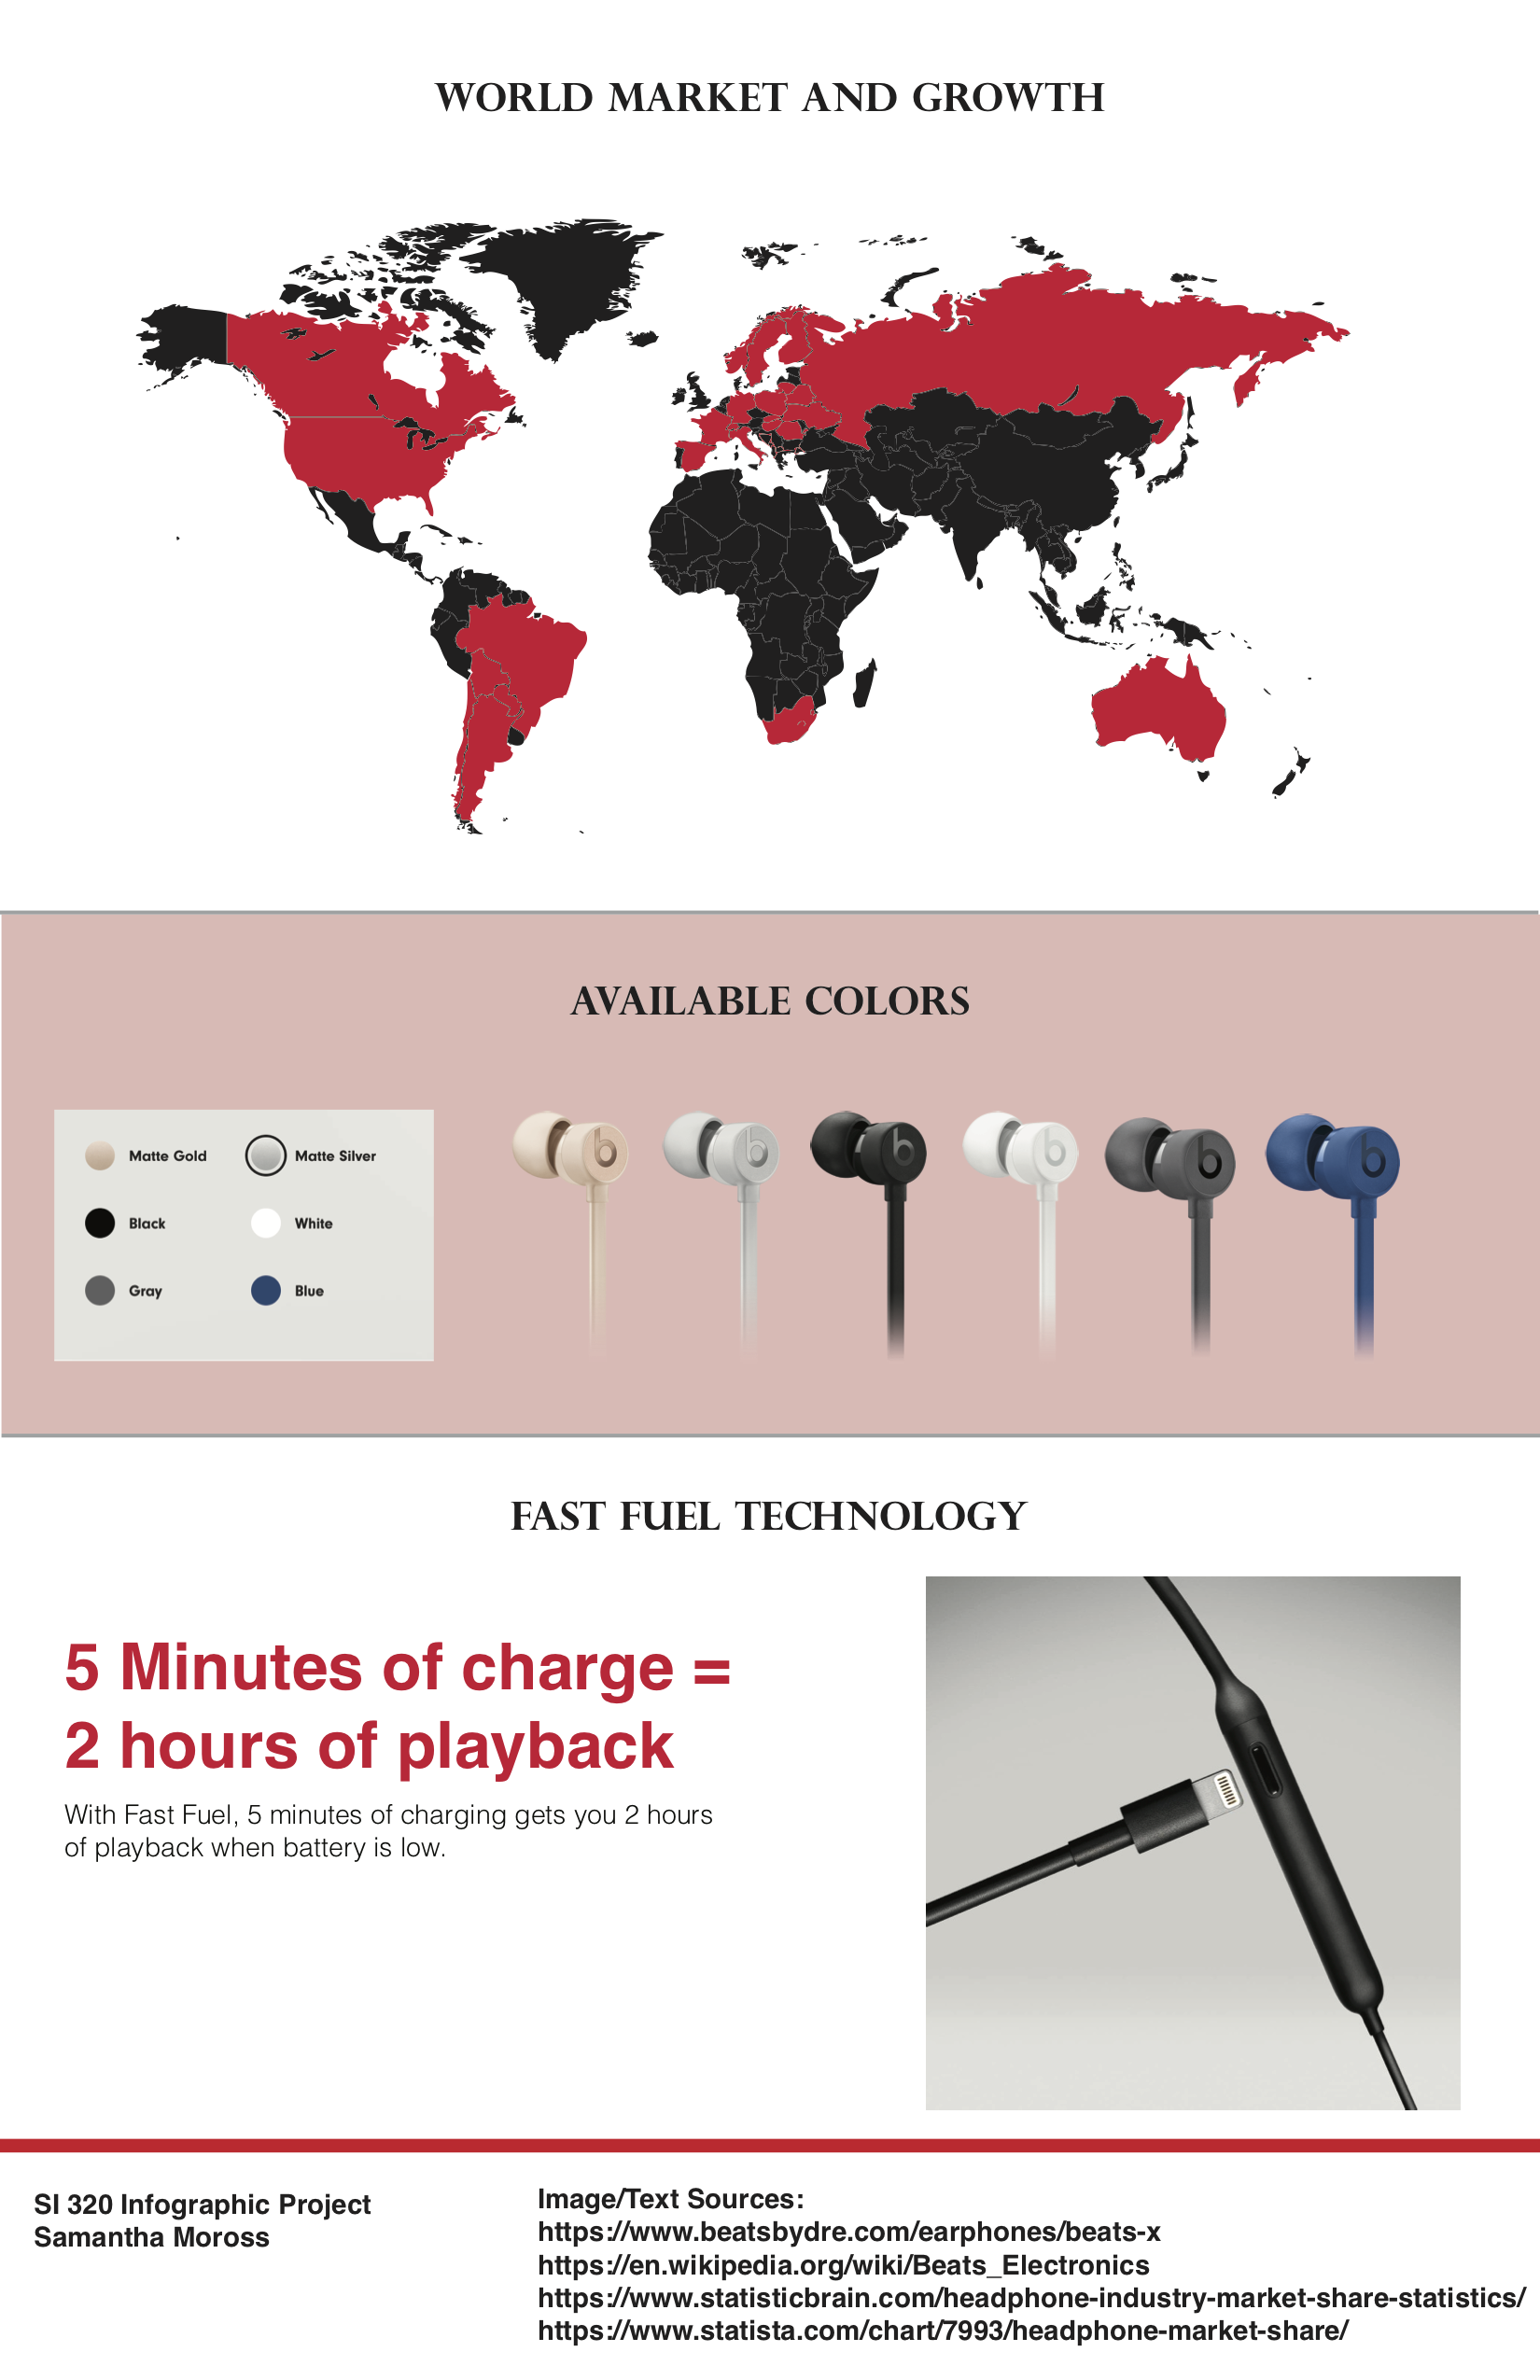 WORLD MARKET AND GROWTH
AVAILABLE COLORS
Matte Gold
Matte Silver
Black
White
Gray
Blue
b
b
b
b
b
b
FAST FUEL TECHNOLOGY
5 Minutes of charge =
2 hours of playback
With Fast Fuel, 5 minutes of charging gets you 2 hours
of playback when battery is low.
SI 320 Infographic Project
Samantha Moross
Image/Text Sources:
https://www.beatsbydre.com/earphones/beats-x
https://en.wikipedia.org/wiki/Beats_Electronics
https://www.statisticbrain.com/headphone-industry-market-share-statistics/
https://www.statista.com/chart/7993/headphone-market-share/